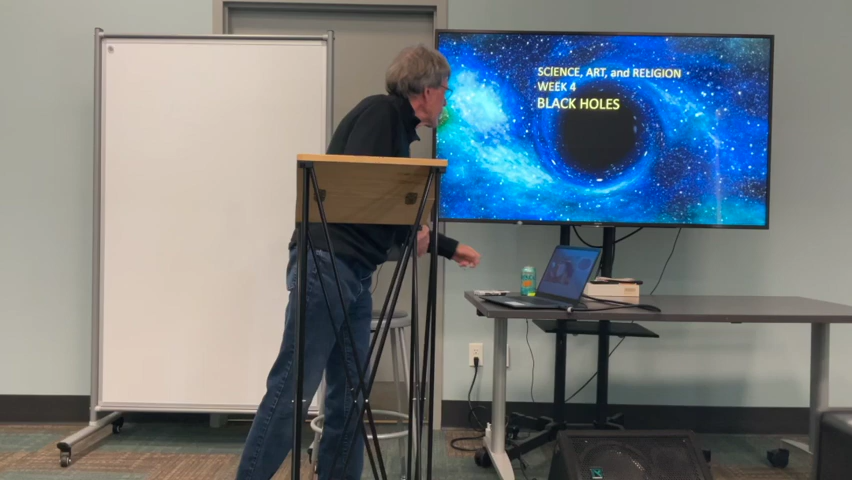 SCIENCE, ART, and RELIGION
WEEK 4
BLACK HOLES